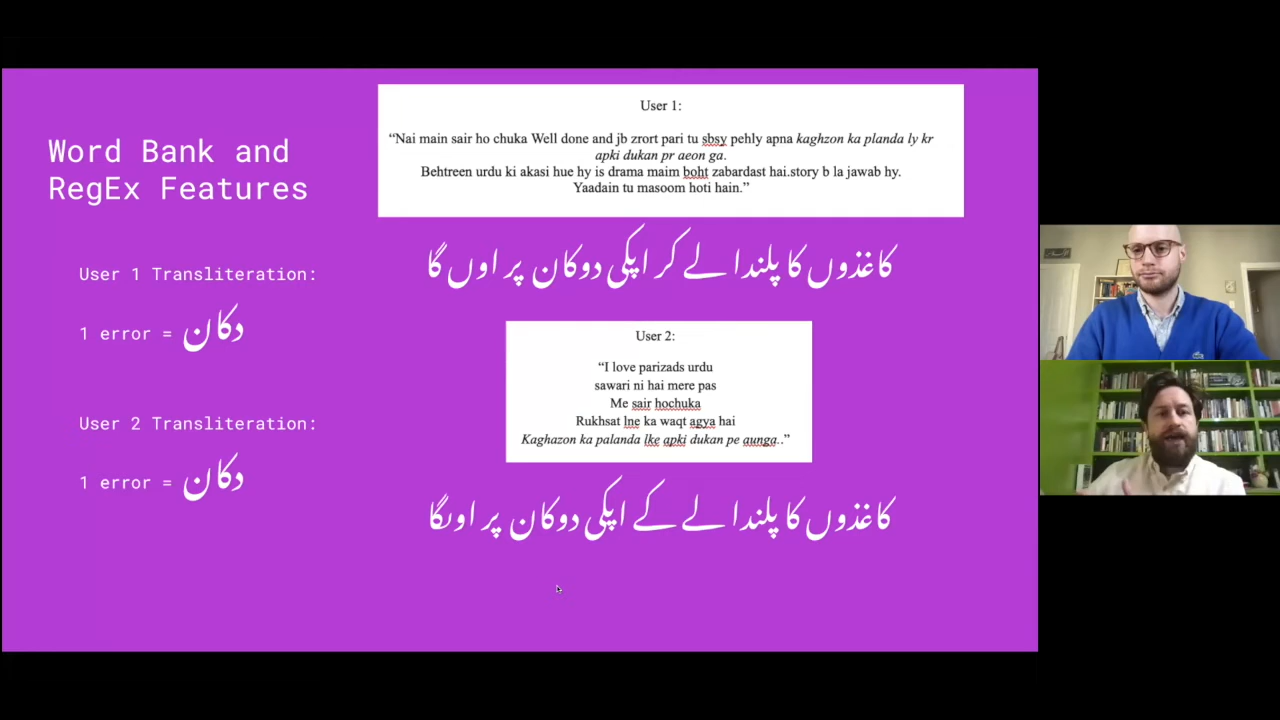 Word Bank and
RegEx Features
User 1 Transliteration:
1 error = دکان
User 2 Transliteration:
1 error = دکان
User 1:
“Nai main sair ho chuka Well done and jb zrort pari tu sbsy pehly apna kaghzon ka planda ly kr
apki dukan pr aeon ga.
Behtreen urdu ki akasi hue hy is drama maim boht zabardast hai.story b la jawab hy.
Yaadain tu masoom hoti hain.”
کاغذوں کا پلندا لے کر اپکی دوکان پر اوں گا
User 2:
“I love parizads urdu
sawari ni hai mere pas
Me sair hochuka
Rukhsat lne ka waqt agya hai
Kaghazon ka palanda lke apki dukan pe aunga..”
کاغذوں کا پلندا لے کے اپکی دوکان پر اوںگا